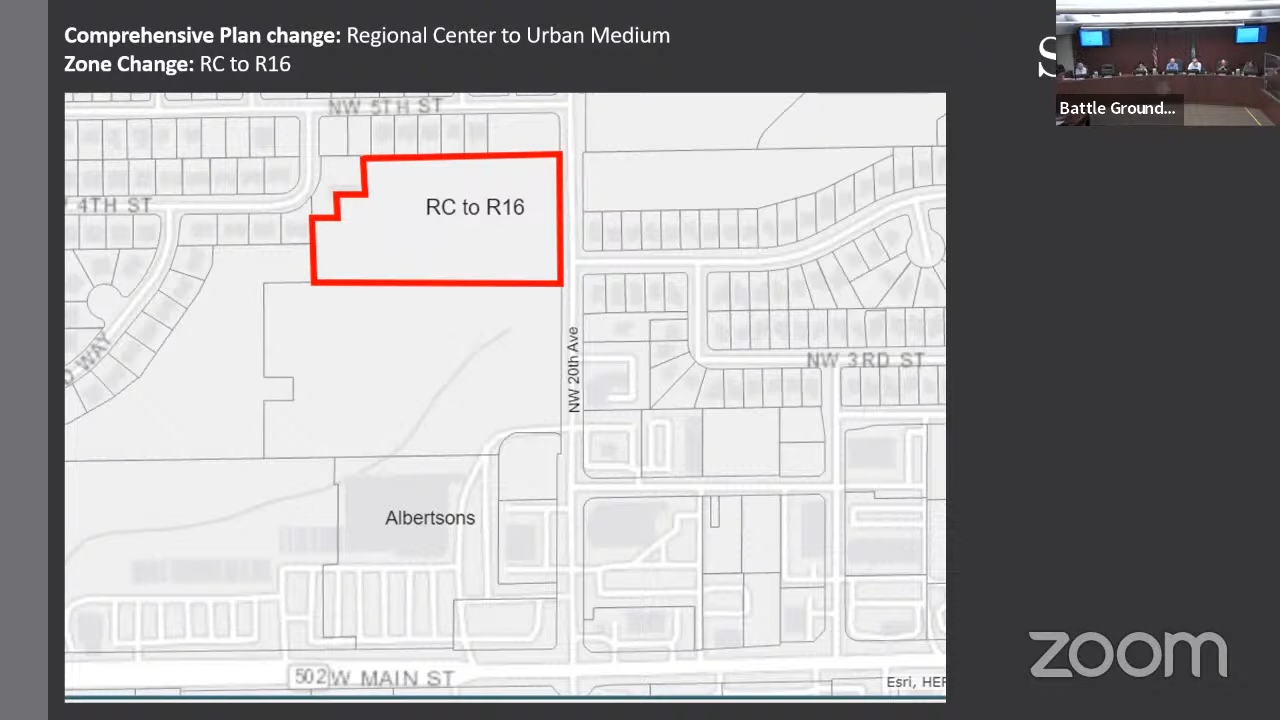 Comprehensive Plan change: Regional Center to Urban Medium
Zone Change: RC to R16
S
Battle Ground...
NW 5TH ST
4TH ST
RC to R16
NW 20th Ave
NW 3RD ST
WAY
Albertsons
502
W MAIN ST
Esri, HER
zoom